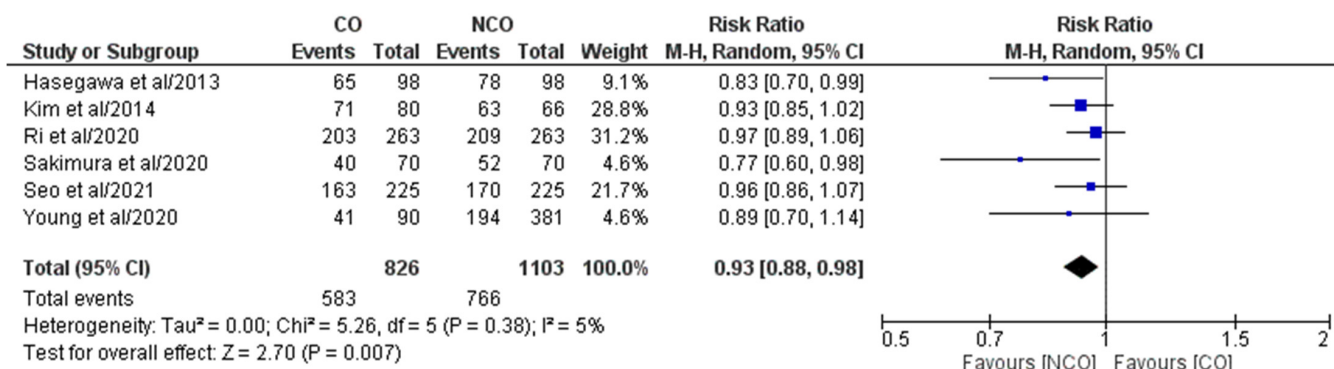 CO NCO Risk Ratio Risk Ratio
Study or Subgroup Events Total Events Total Weight M-H, Random, 95% CI M-H, Random, 95% CI
Hasegawa et al/2013 65 98 78 98 9.1% 0.83 [0.70, 0.99]
Kim et al/2014 71 80 63 66 28.8% 0.93 [0.85, 1.02]
Ri et al/2020 203 263 209 263 31.2% 0.97 [0.89, 1.06]
Sakimura et al/2020 40 70 52 70 4.6% 0.77 [0.60, 0.98]
Seo et al/2021 163 225 170 225 21.7% 0.96 [0.86, 1.07]
Young et al/2020 41 90 194 381 4.6% 0.89 [0.70, 1.14]
Total (95% CI) 826 1103 100.0% 0.93 [0.88, 0.98]
Total events 583 766
Heterogeneity: Tau² = 0.00; Chi² = 5.26, df = 5 (P = 0.38); I² = 5%
Test for overall effect: Z = 2.70 (P = 0.007)
0.5 0.7 1 1.5 2
Favours [NCO] Favours [CO]